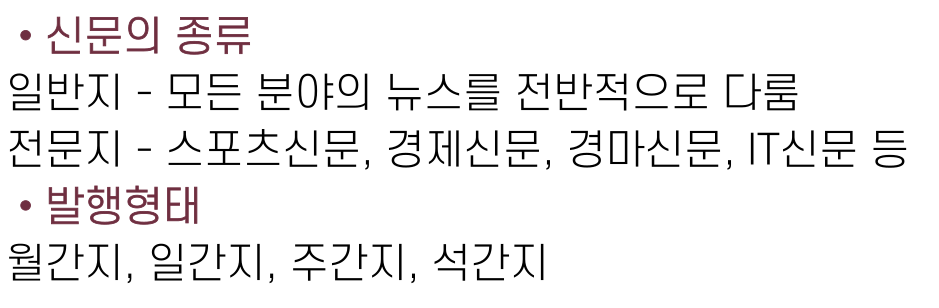 • 신문의 종류
일반지 - 모든 분야의 뉴스를 전반적으로 다룸
전문지 - 스포츠신문, 경제신문, 경마신문, IT신문 등
• 발행형태
월간지, 일간지, 주간지, 석간지